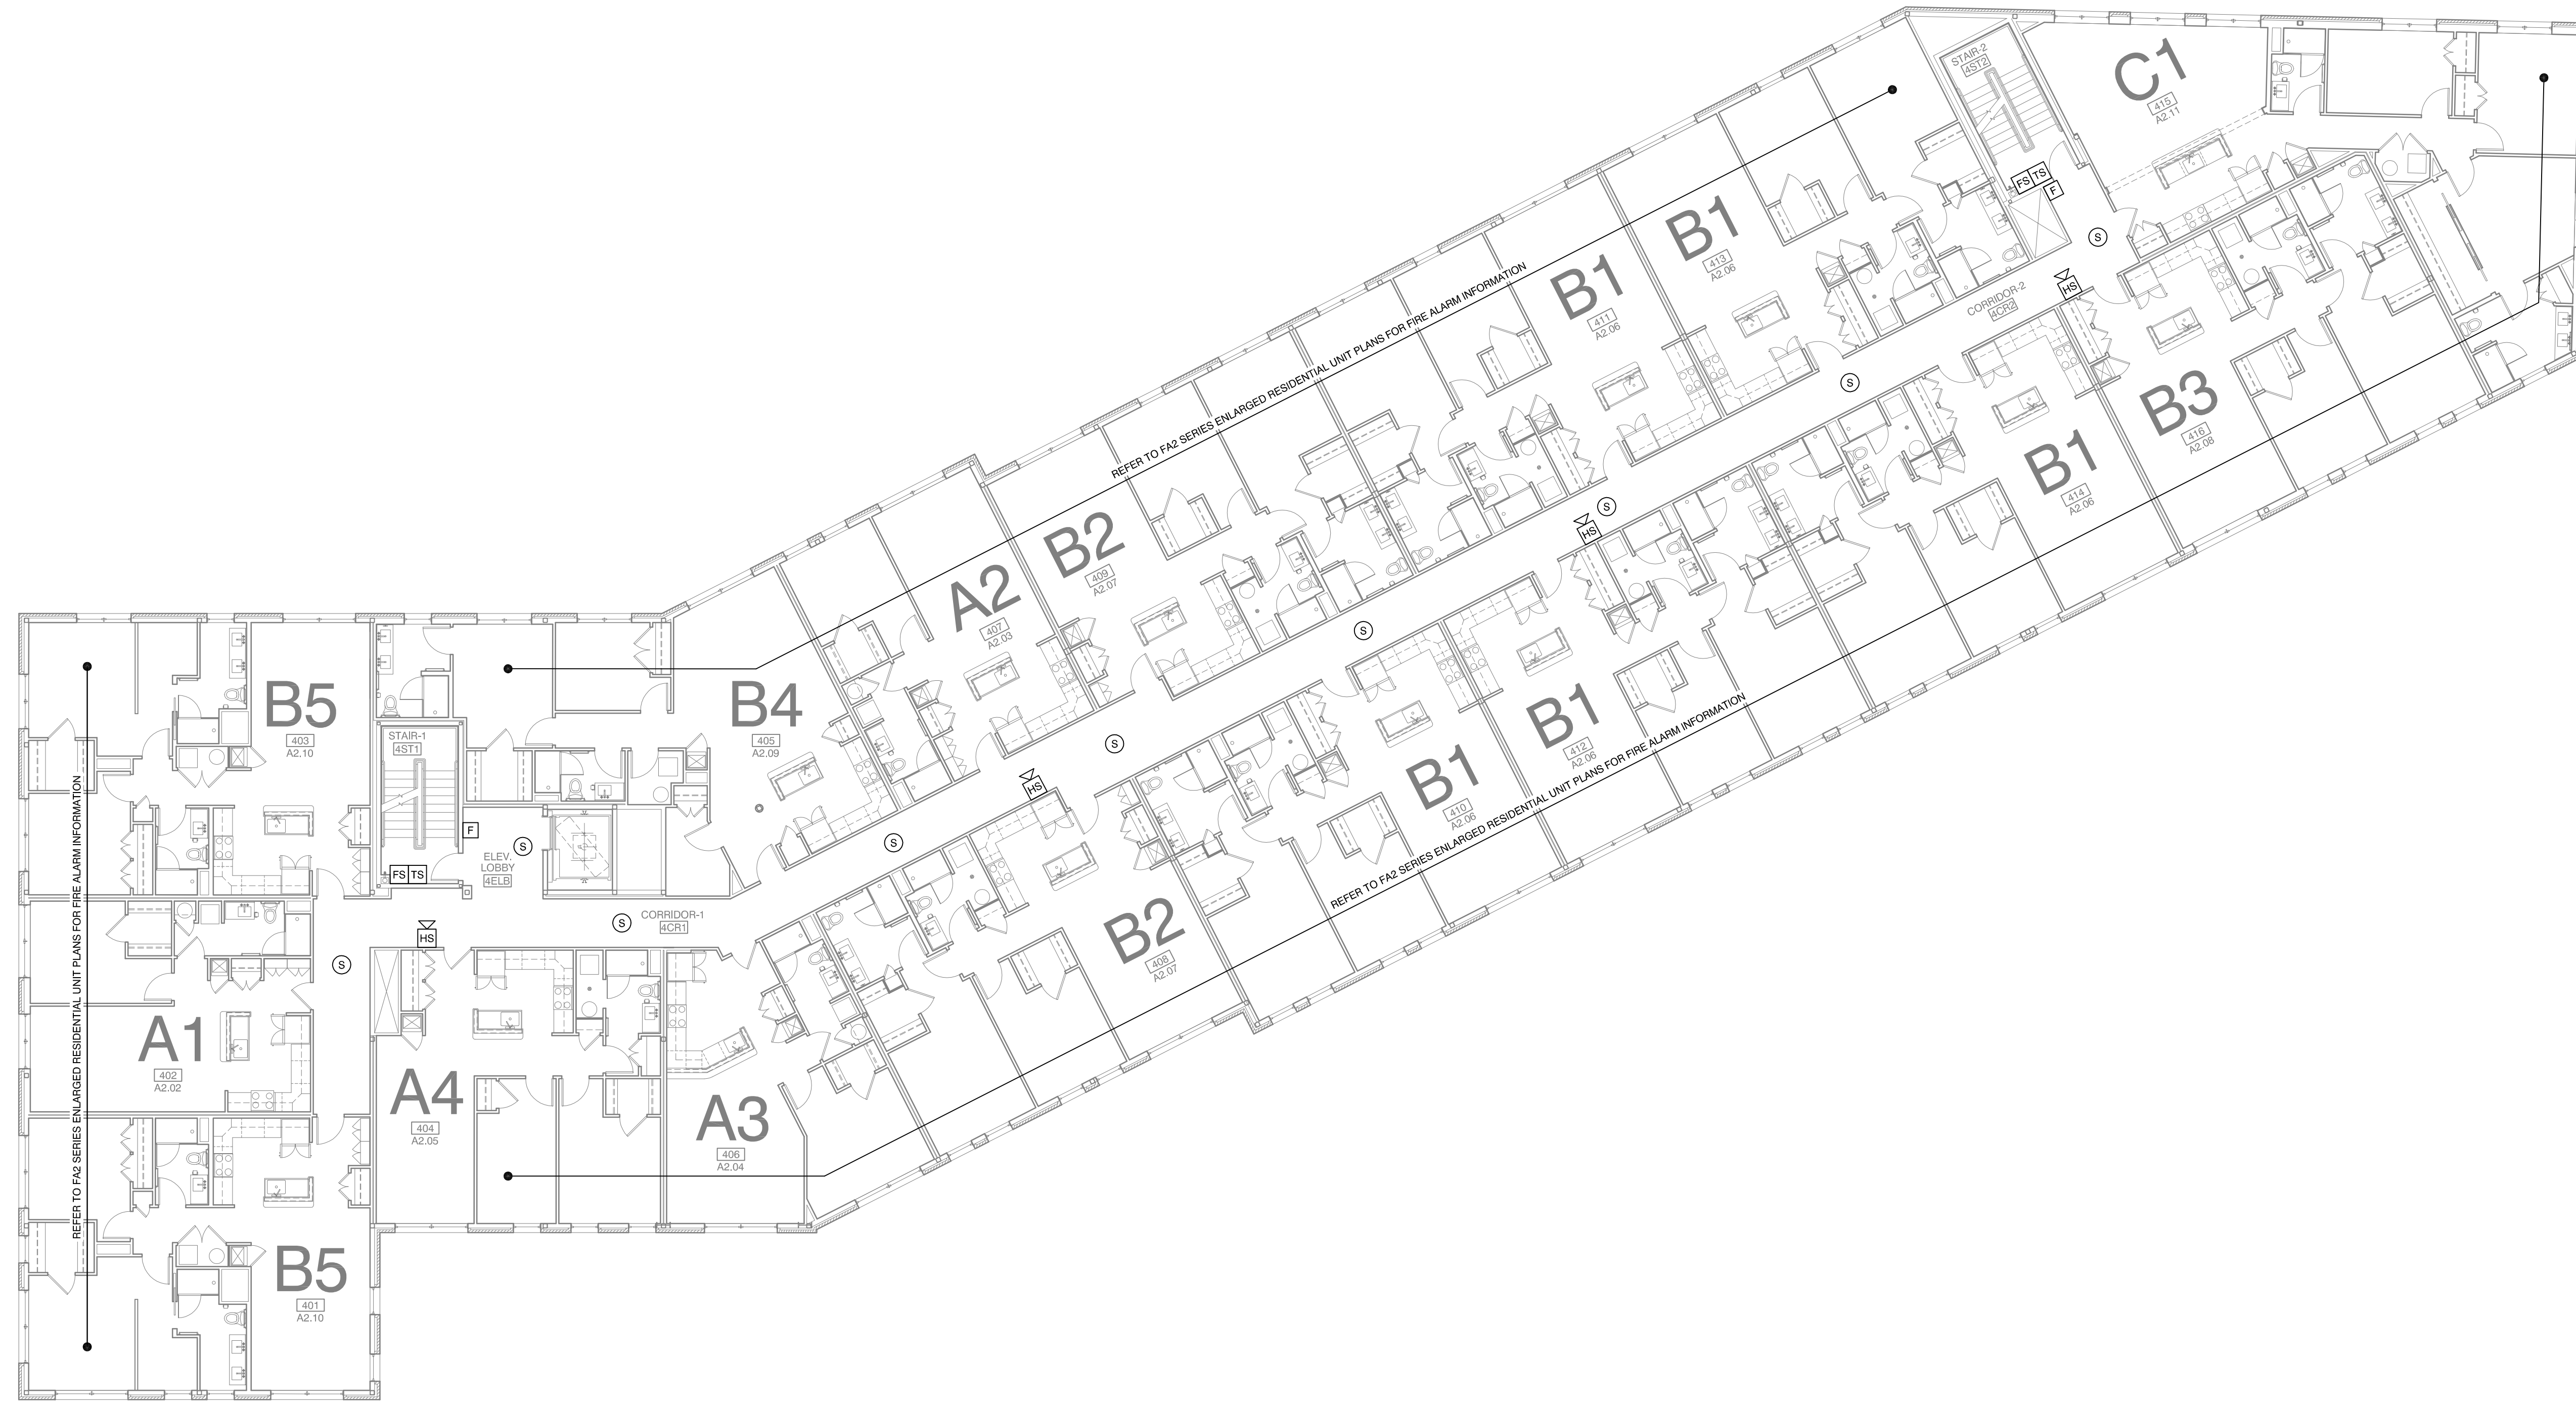 STAIR-2
4ST2
C1
415
A2.11
FS TS
F
S
B1
413
A2.06
B1
411
A2.06
CORRIDOR-2
4CR2
HS
S
REFER TO FA2 SERIES ENLARGED RESIDENTIAL UNIT PLANS FOR FIRE ALARM INFORMATION
B3
416
A2.08
B1
414
A2.06
S
HS
B2
409
A2.07
A2
407
A2.03
S
B1
412
A2.06
B1
410
A2.06
REFER TO FA2 SERIES ENLARGED RESIDENTIAL UNIT PLANS FOR FIRE ALARM INFORMATION
S
HS
B5
403
A2.10
STAIR-1
4ST1
B4
405
A2.09
F
S
S
ELEV.
LOBBY
4ELB
FS TS
REFER TO FA2 SERIES ENLARGED RESIDENTIAL UNIT PLANS FOR FIRE ALARM INFORMATION
S
CORRIDOR-1
4CR1
HS
S
B2
408
A2.07
A1
402
A2.02
A4
404
A2.05
A3
406
A2.04
B5
401
A2.10